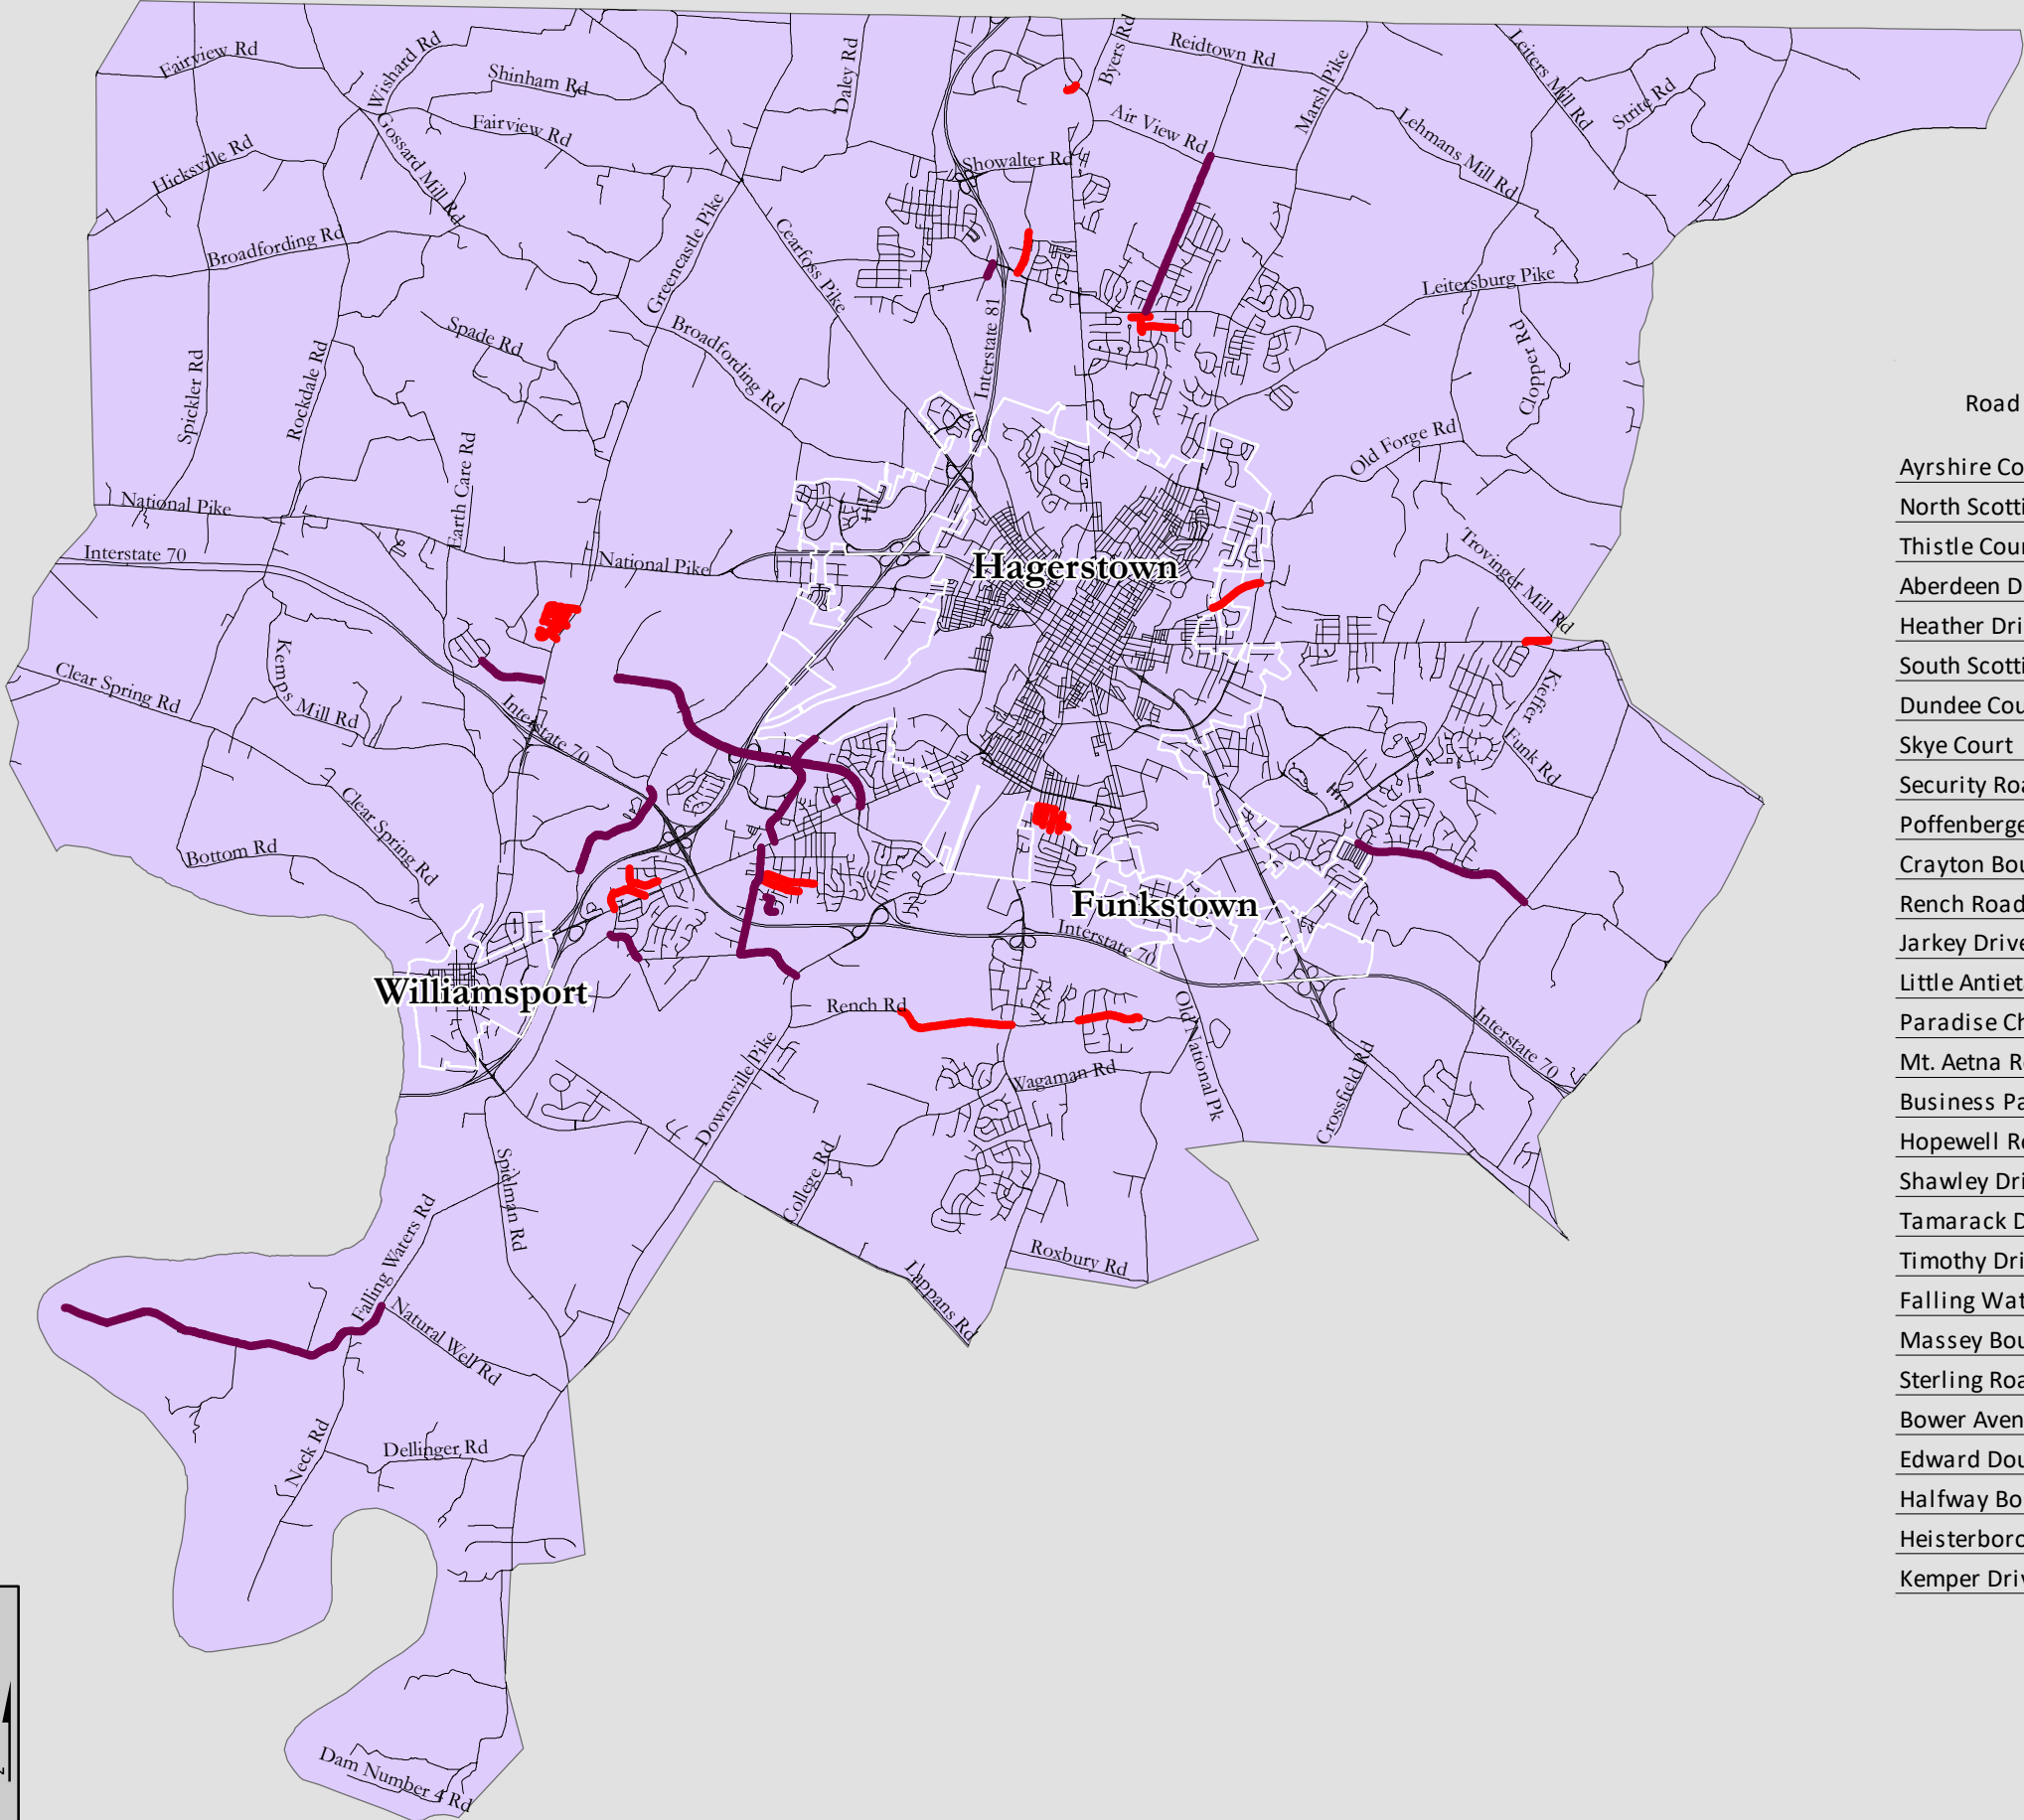 Fairview Rd
Wishard Rd
Shinham Rd
Daley Rd
Byers Rd
Reidtown Rd
Marsh Pike
Leiters Mill Rd
Strite Rd
Hicksville Rd
Gossard Mill Rd
Fairview Rd
Air View Rd
Showalter Rd
Lehmans Mill Rd
Broadfording Rd
Greencastle Pike
Cearfoss Pike
Leitersburg Pike
Spickler Rd
Rockdale Rd
Spade Rd
Broadfording Rd
Interstate 81
Clopper Rd
Old Forge Rd
Earth Care Rd
National Pike
Interstate 70
National Pike
Hagerstown
Trovinger Mill Rd
Clear Spring Rd
Kemps Mill Rd
Interstate 70
Kieffer Funk Rd
Clear Spring Rd
Bottom Rd
Funkstown
Interstate 70
Williamsport
Rench Rd
Old National Pk
Interstate 70
Downsville Pike
Wagaman Rd
Crossfield Rd
Spielman Rd
College Rd
Falling Waters Rd
Roxbury Rd
Lappans Rd
Natural Well Rd
Neck Rd
Dellinger Rd
Dam Number 4 Rd
Road
Ayrshire Co
North Scotti
Thistle Cour
Aberdeen D
Heather Dri
South Scotti
Dundee Cou
Skye Court
Security Roa
Poffenberge
Crayton Bou
Rench Road
Jarkey Drive
Little Antiet
Paradise Ch
Mt. Aetna R
Business Pa
Hopewell Ro
Shawley Dri
Tamarack D
Timothy Dri
Falling Wat
Massey Bou
Sterling Roa
Bower Aven
Edward Dou
Halfway Bo
Heisterboro
Kemper Driv